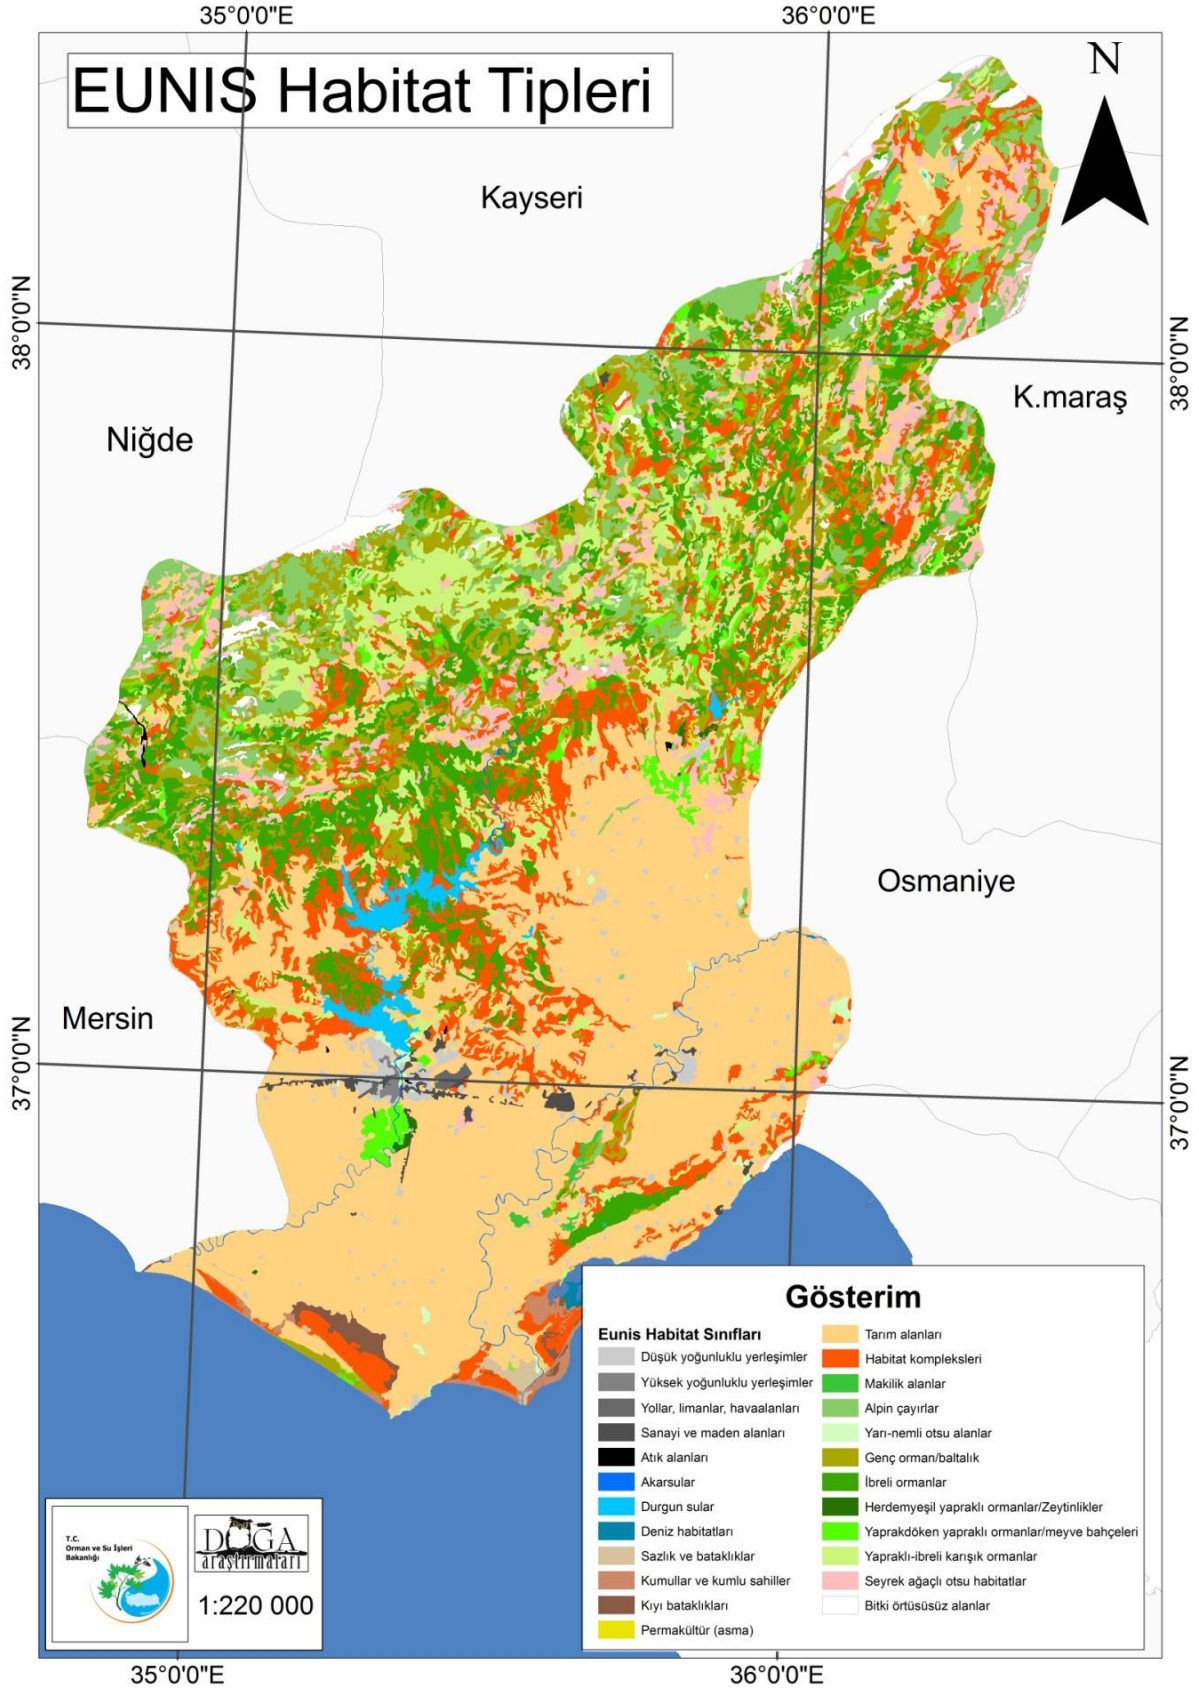 35°0'0"E
36°0'0"E
EUNIS Habitat Tipleri
N
Kayseri
38°0'0"N
38°0'0"N
K.maraş
Niğde
Osmaniye
Mersin
37°0'0"N
37°0'0"N
Gösterim
Eunis Habitat Sınıfları
Düşük yoğunluklu yerleşimler
Yüksek yoğunluklu yerleşimler
Yollar, limanlar, havaalanları
Sanayi ve maden alanları
Atık alanları
Akarsular
Durgun sular
Deniz habitatları
Sazlık ve bataklıklar
Kumullar ve kumlu sahiller
Kıyı bataklıkları
Permakültür (asma)
Tarım alanları
Habitat kompleksleri
Makilik alanlar
Alpin çayırlar
Yarı-nemli otsu alanlar
Genç orman/baltalık
İbreli ormanlar
Herdemyeşil yapraklı ormanlar/Zeytinlikler
Yaprakdöken yapraklı ormanlar/meyve bahçeleri
Yapraklı-ibreli karışık ormanlar
Seyrek ağaçlı otsu habitatlar
Bitki örtüsüsüz alanlar
T.C.
Orman ve Su İşleri
Bakanlığı
DOĞA
araştırmaları
1:220 000
35°0'0"E
36°0'0"E